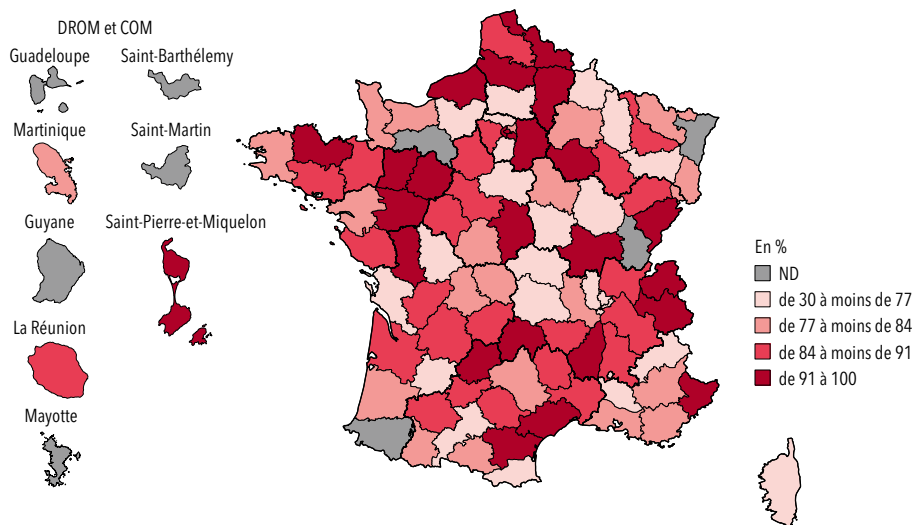 DROM et COM
Guadeloupe
Saint-Barthélemy
Martinique
Saint-Martin
Guyane
Saint-Pierre-et-Miquelon
La Réunion
Mayotte
En %
ND
de 30 à moins de 77
de 77 à moins de 84
de 84 à moins de 91
de 91 à 100